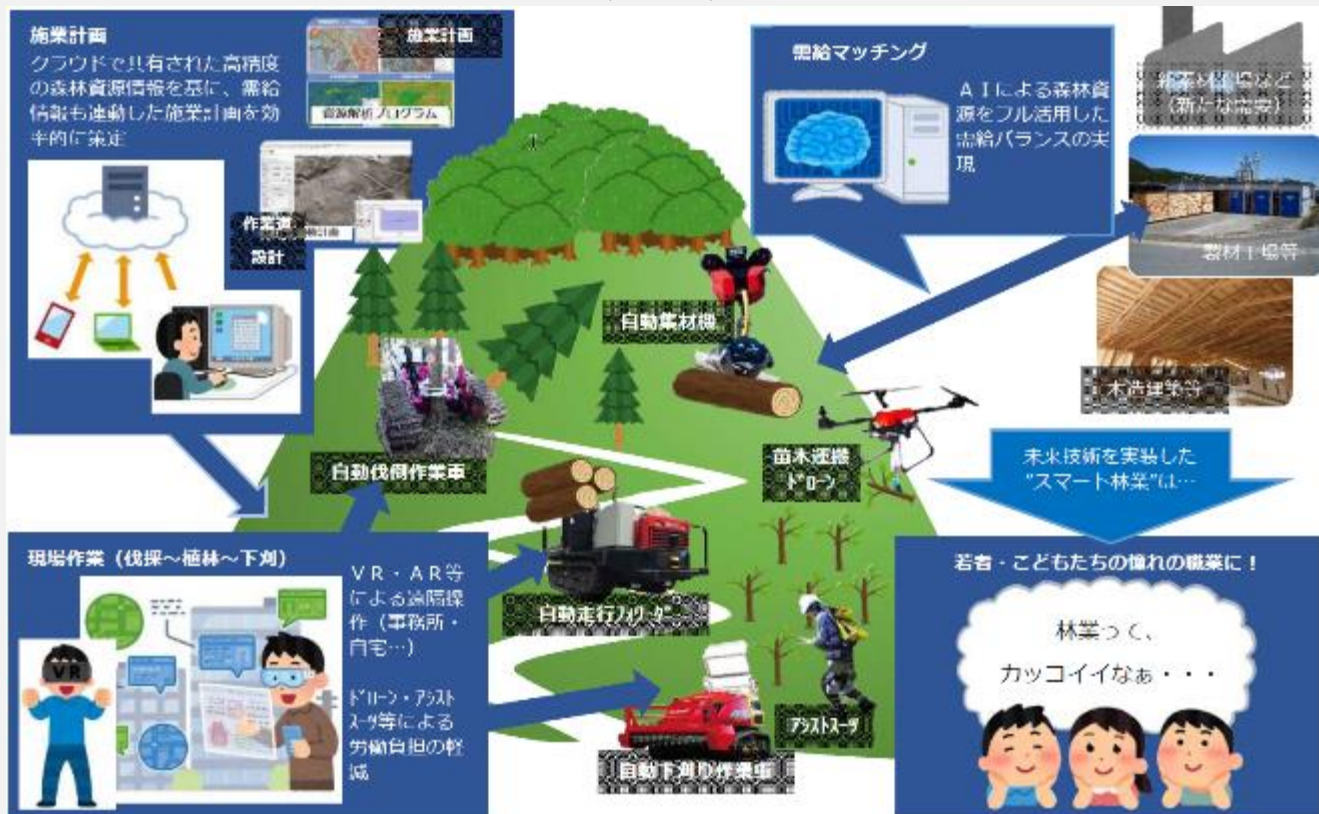 施業計画
クラウドで共有された高精度
の森林資源情報を基に、需給
情報も連動した施業計画を効
率的に策定
施業計画
資源解析プログラム
作業道
設計
需給マッチング
ＡＩによる森林資
源をフル活用した
需給バランスの実
現
新素材工場など
（新たな需要）
製材工場等
木造建築等
自動集材機
自動伐倒作業車
苗木運搬
ﾄﾞﾛｰﾝ
自動走行ﾌｫﾜｰﾀﾞｰ
ｱｼｽﾄｽｰﾂ
自動下刈り作業車
現場作業（伐採～植林～下刈）
VR
ＶＲ・ＡＲ等
による遠隔操
作（事務所・
自宅…）
ﾄﾞﾛｰﾝ・ｱｼｽﾄ
ｽｰﾂ等による
労働負担の軽
減
未来技術を実装した
“スマート林業”は…
若者・こどもたちの憧れの職業に！
林業って、
カッコイイなぁ・・・